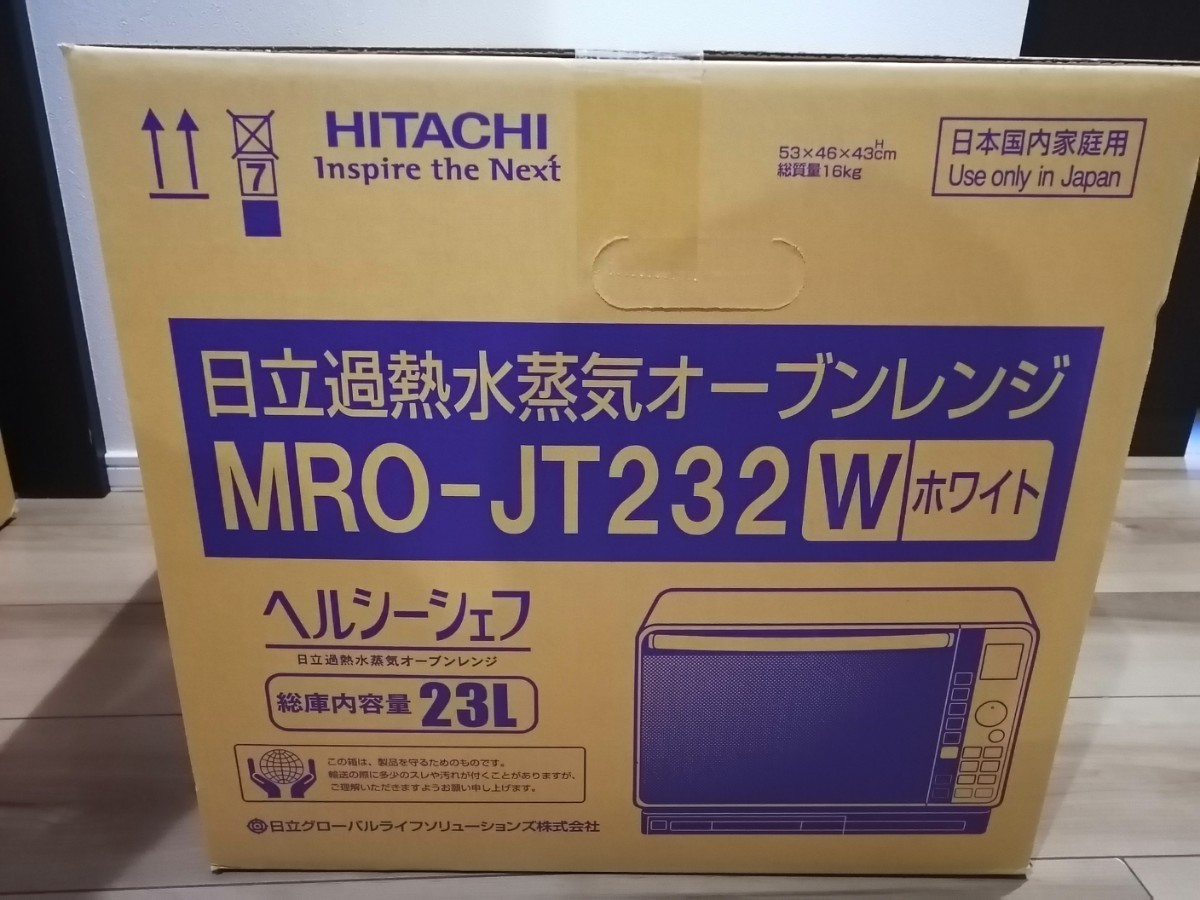 7
HITACHI
Inspire the Next
53×46×43cm
H
総質量16kg
日本国内家庭用
Use only in Japan
日立過熱水蒸気オーブンレンジ
MRO-JT232 W ホワイト
ヘルシーシェフ
日立過熱水蒸気オーブンレンジ
総庫内容量 23L
この箱は、製品を守るためのものです。
輸送の際に多少のスレや汚れが付くことがありますが、
ご理解いただきますようお願い申し上げます。
日立グローバルライフソリューションズ株式会社